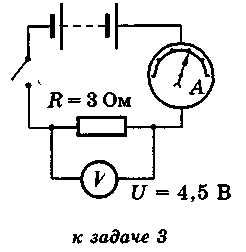 A
R = 3 Ом
V
U = 4,5 В
к задаче 3